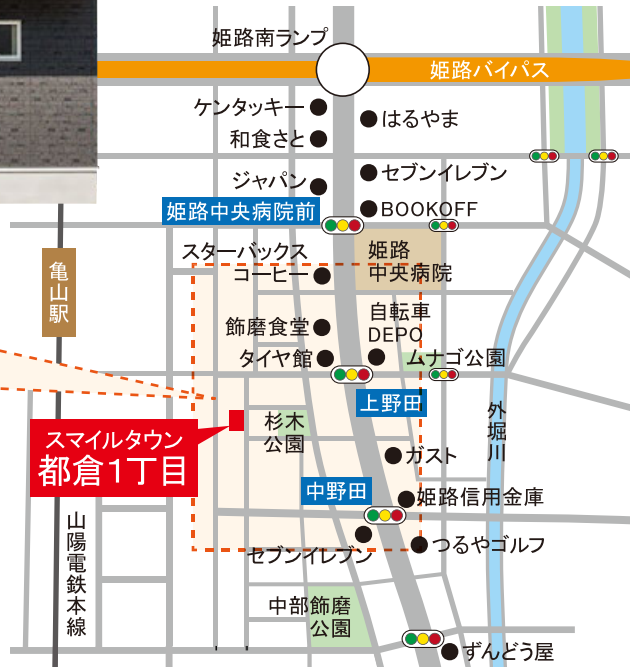 姫路南ランプ
姫路バイパス
ケンタッキー
はるやま
和食さと
ジャパン
セブンイレブン
BOOKOFF
姫路中央病院前
スターバックス
コーヒー
姫路
中央病院
亀山駅
自転車
DEPO
飾磨食堂
タイヤ館
ムナゴ公園
上野田
外堀川
杉木
公園
スマイルタウン
都倉1丁目
ガスト
中野田
姫路信用金庫
山陽電鉄本線
セブンイレブン
つるやゴルフ
中部飾磨
公園
ずんどう屋